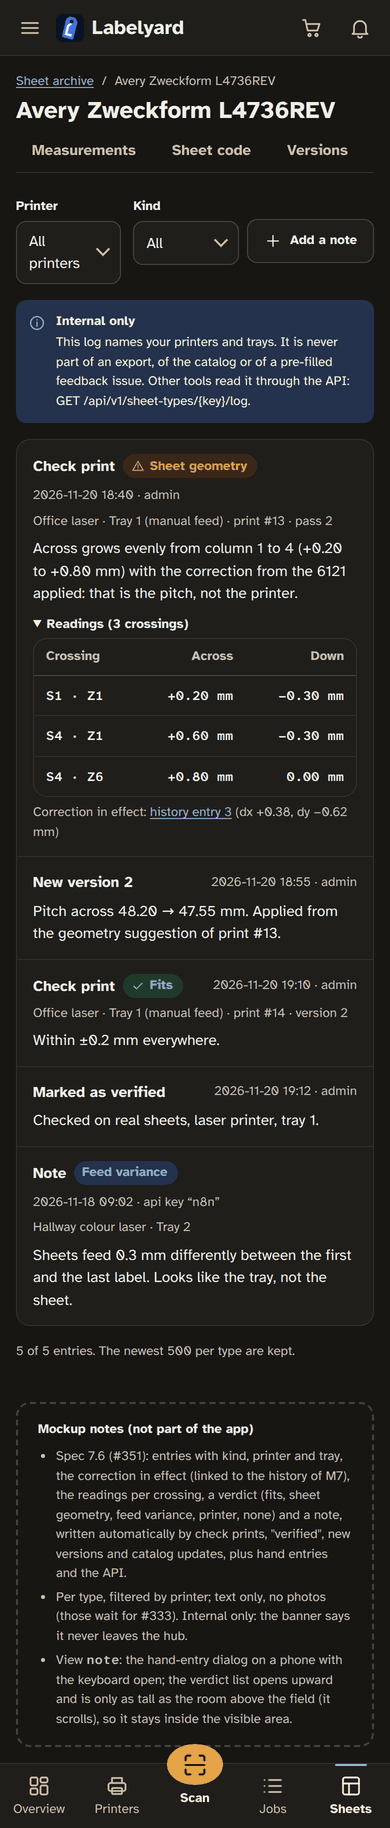 Labelyard
Sheet archive / Avery Zweckform L4736REV
Avery Zweckform L4736REV
Measurements Sheet code Versions
Printer
Kind
All printers
All
Add a note
Internal only
This log names your printers and trays. It is never
part of an export, of the catalog or of a pre-filled
feedback issue. Other tools read it through the API:
GET /api/v1/sheet-types/{key}/log.
Check print Sheet geometry
2026-11-20 18:40 · admin
Office laser · Tray 1 (manual feed) · print #13 · pass 2
Across grows evenly from column 1 to 4 (+0.20
to +0.80 mm) with the correction from the 6121
applied: that is the pitch, not the printer.
▼ Readings (3 crossings)
Crossing Across Down
S1 · Z1 +0.20 mm −0.30 mm
S4 · Z1 +0.60 mm −0.30 mm
S4 · Z6 +0.80 mm 0.00 mm
Correction in effect: history entry 3 (dx +0.38, dy −0.62
mm)
New version 2 2026-11-20 18:55 · admin
Pitch across 48.20 → 47.55 mm. Applied from
the geometry suggestion of print #13.
Check print Fits 2026-11-20 19:10 · admin
Office laser · Tray 1 (manual feed) · print #14 · version 2
Within ±0.2 mm everywhere.
Marked as verified 2026-11-20 19:12 · admin
Checked on real sheets, laser printer, tray 1.
Note Feed variance
2026-11-18 09:02 · api key “n8n”
Hallway colour laser · Tray 2
Sheets feed 0.3 mm differently between the first
and the last label. Looks like the tray, not the
sheet.
5 of 5 entries. The newest 500 per type are kept.
Mockup notes (not part of the app)
• Spec 7.6 (#351): entries with kind, printer and tray,
the correction in effect (linked to the history of M7),
the readings per crossing, a verdict (fits, sheet
geometry, feed variance, printer, none) and a note,
written automatically by check prints, "verified", new
versions and catalog updates, plus hand entries
and the API.
• Per type, filtered by printer; text only, no photos
(those wait for #333). Internal only: the banner says
it never leaves the hub.
• View note: the hand-entry dialog on a phone with
the keyboard open; the verdict list opens upward
and is only as tall as the room above the field (it
scrolls), so it stays inside the visible area.
Overview Printers Scan Jobs Sheets